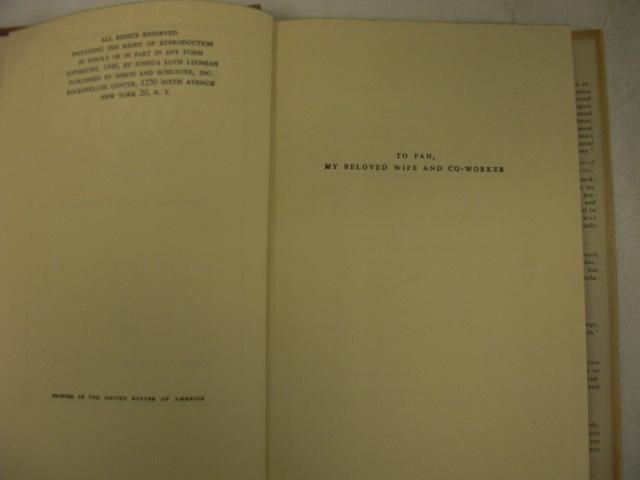 ALL RIGHTS RESERVED
INCLUDING THE RIGHT OF REPRODUCTION
IN WHOLE OR IN PART IN ANY FORM
COPYRIGHT, 1946, BY JOSHUA LOTH LIEBMAN
PUBLISHED BY SIMON AND SCHUSTER, INC.
ROCKEFELLER CENTER, 1230 SIXTH AVENUE
NEW YORK 20, N. Y.
PRINTED IN THE UNITED STATES OF AMERICA
TO FAN,
MY BELOVED WIFE AND CO-WORKER